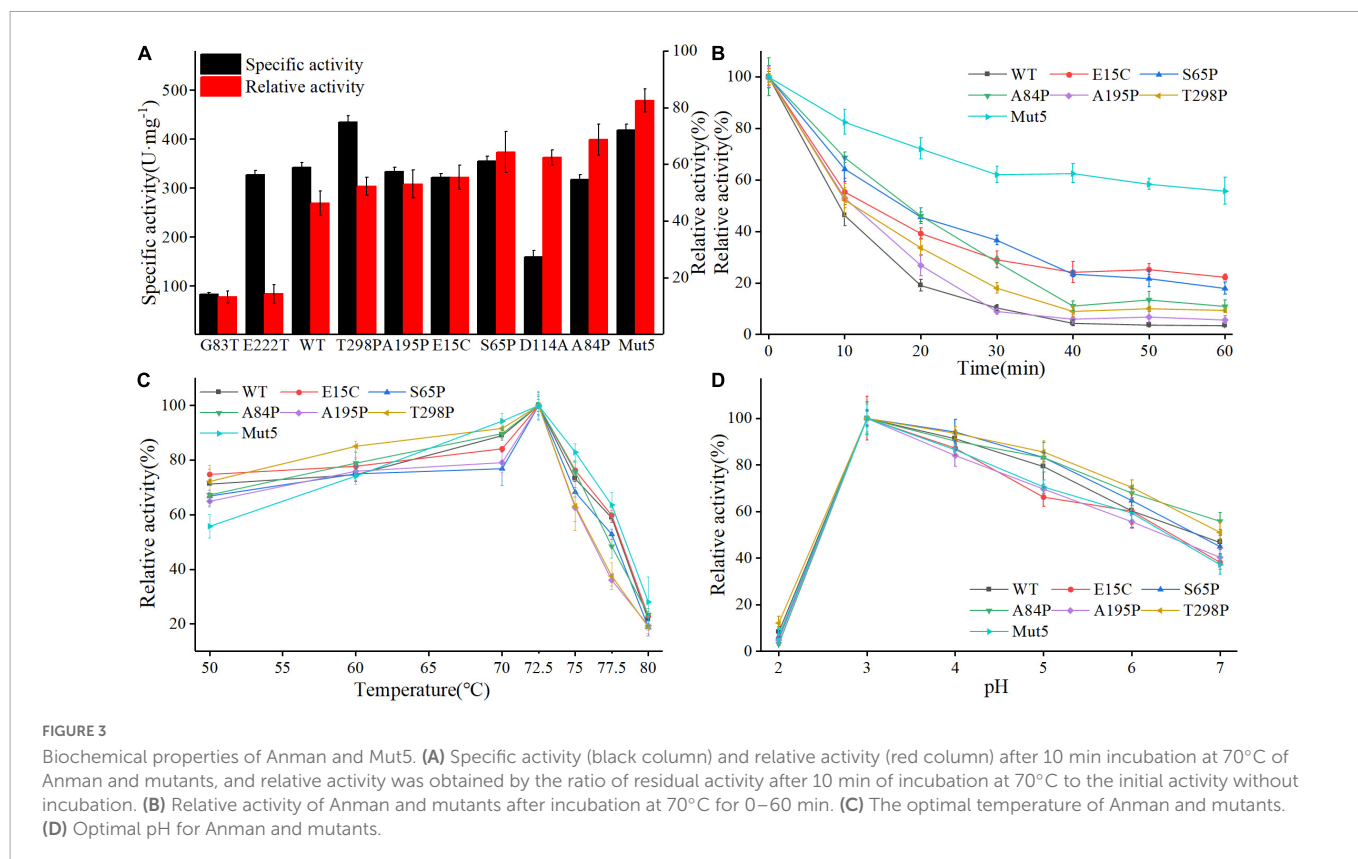 A
Specific activity
Relative activity
Specific activity(U·mg⁻¹)
500
400
300
200
100
100
80
60
40
20
Relative activity(%)
G83T E222T WT T298P A195P E15C S65P D114A A84P Mut5
B
WT E15C S65P
A84P A195P T298P
Mut5
Relative activity(%)
100
80
60
40
20
0
0 10 20 30 40 50 60
Time(min)
C
WT E15C S65P
A84P A195P T298P
Mut5
Relative activity(%)
100
80
60
40
20
50 55 60 65 70 72.5 75 77.5 80
Temperature(°C)
D
Relative activity(%)
100
80
60
40
20
0
WT E15C S65P
A84P A195P T298P
Mut5
2 3 4 5 6 7
pH
FIGURE 3
Biochemical properties of Anman and Mut5. (A) Specific activity (black column) and relative activity (red column) after 10 min incubation at 70°C of
Anman and mutants, and relative activity was obtained by the ratio of residual activity after 10 min of incubation at 70°C to the initial activity without
incubation. (B) Relative activity of Anman and mutants after incubation at 70°C for 0–60 min. (C) The optimal temperature of Anman and mutants.
(D) Optimal pH for Anman and mutants.